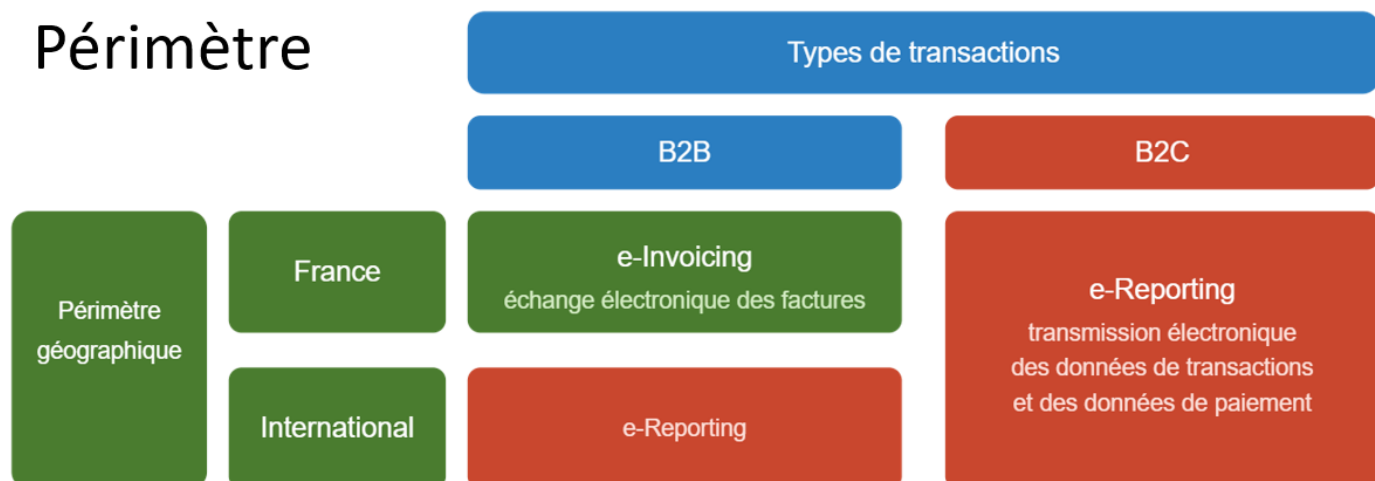 Périmètre
Types de transactions
B2B
B2C
Périmètre
géographique
France
e-Invoicing
échange électronique des factures
e-Reporting
transmission électronique
des données de transactions
et des données de paiement
International
e-Reporting